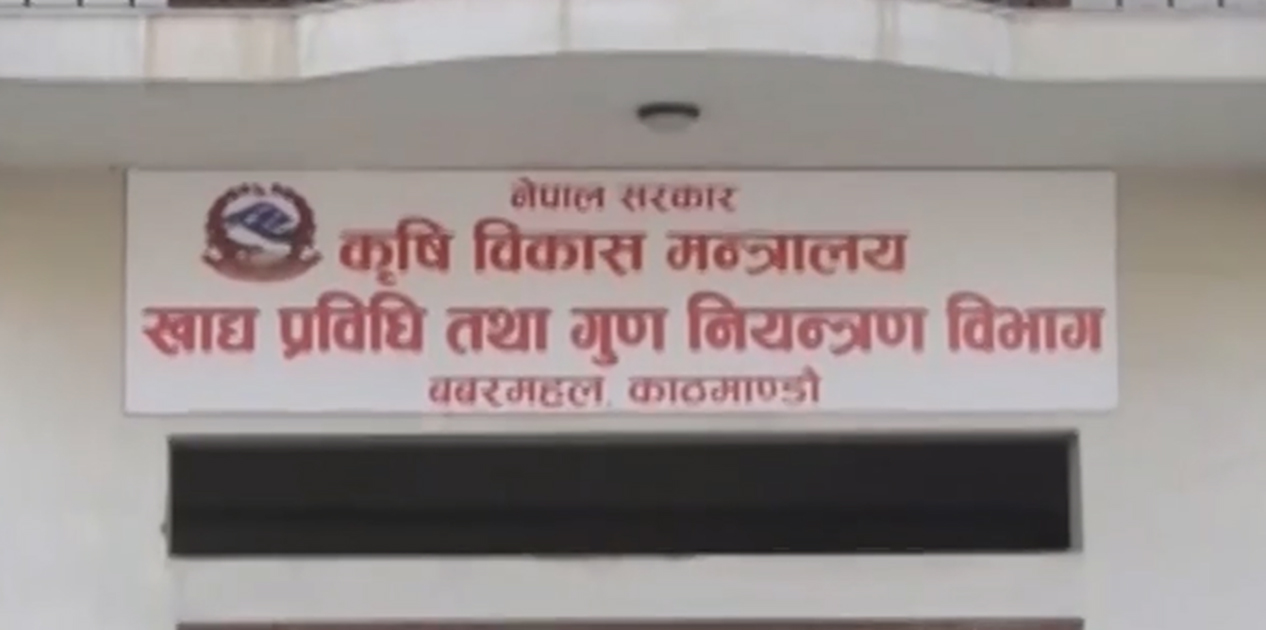 नेपाल सरकार
कृषि विकास मन्त्रालय
खाद्य प्रविधि तथा गुण नियन्त्रण विभाग
बबरमहल, काठमाण्डौ